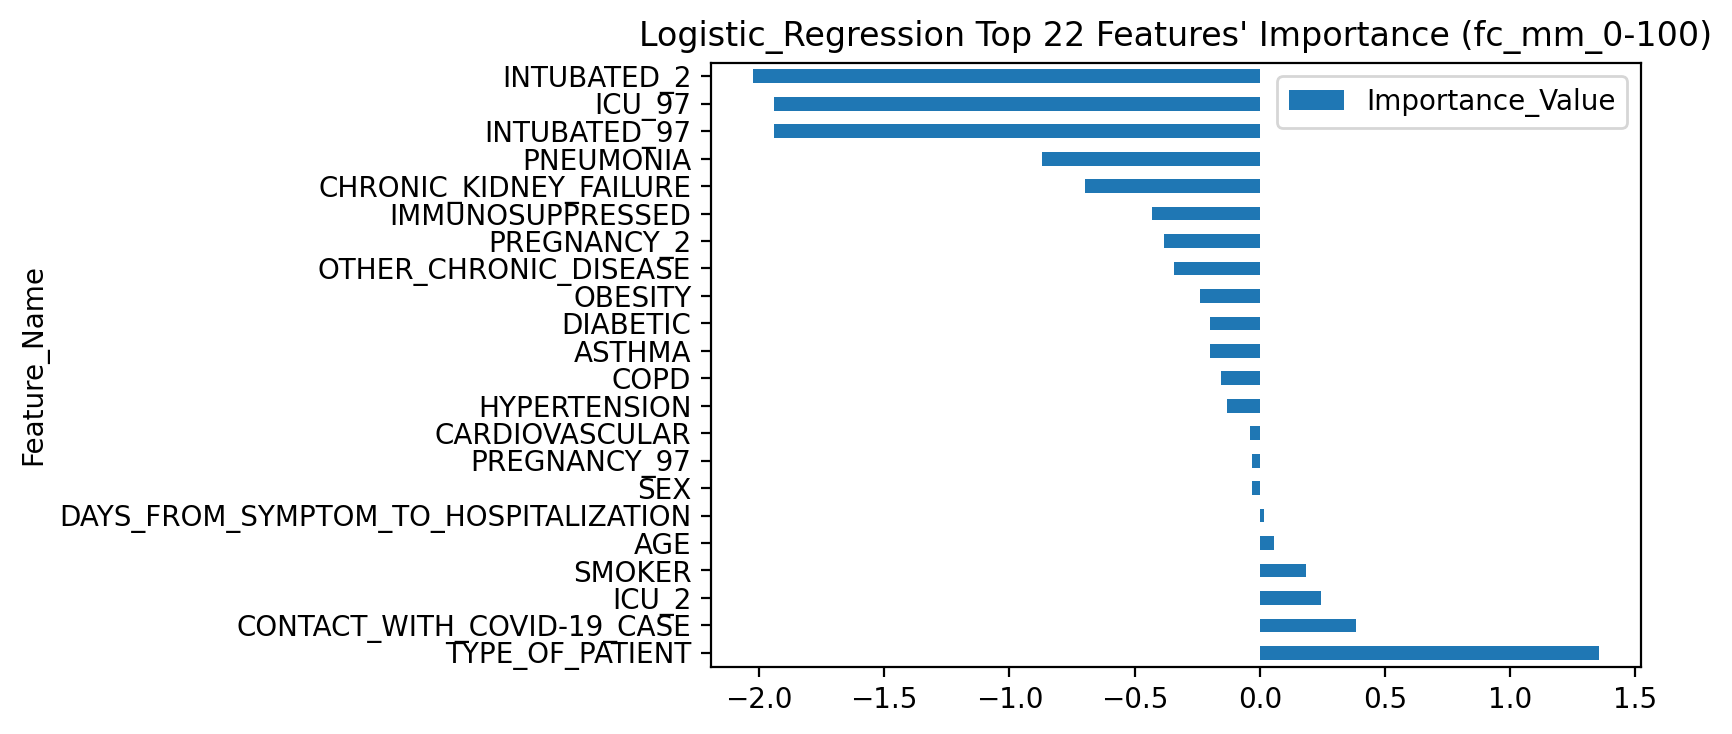 Logistic_Regression Top 22 Features' Importance (fc_mm_0-100)
Importance_Value
Feature_Name
INTUBATED_2
ICU_97
INTUBATED_97
PNEUMONIA
CHRONIC_KIDNEY_FAILURE
IMMUNOSUPPRESSED
PREGNANCY_2
OTHER_CHRONIC_DISEASE
OBESITY
DIABETIC
ASTHMA
COPD
HYPERTENSION
CARDIOVASCULAR
PREGNANCY_97
SEX
DAYS_FROM_SYMPTOM_TO_HOSPITALIZATION
AGE
SMOKER
ICU_2
CONTACT_WITH_COVID-19_CASE
TYPE_OF_PATIENT
−2.0 −1.5 −1.0 −0.5 0.0 0.5 1.0 1.5